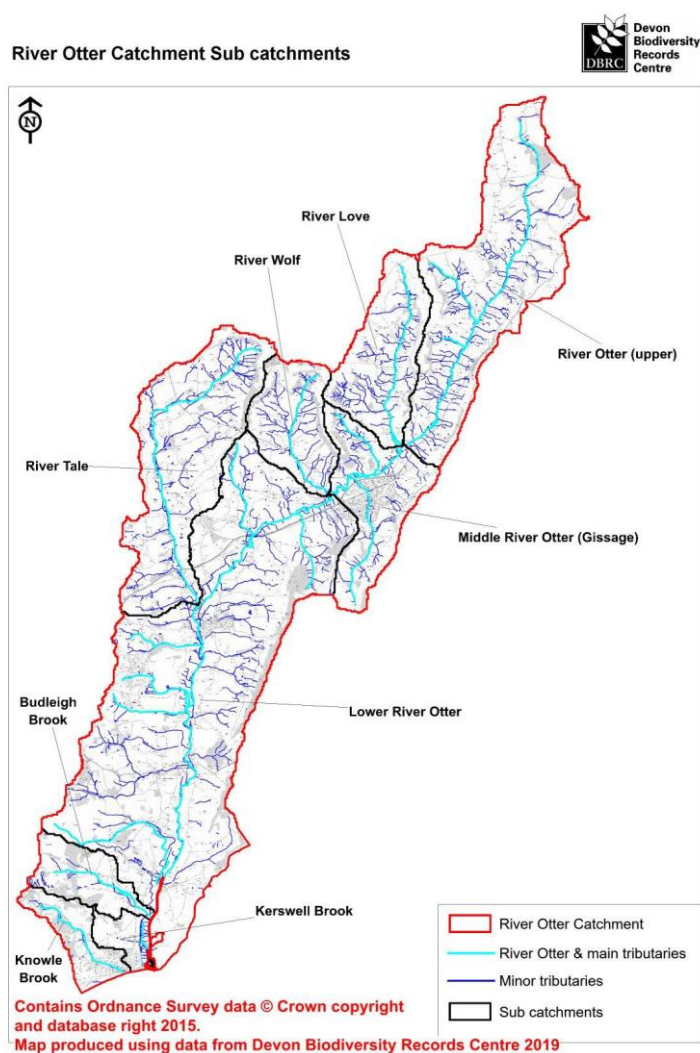 River Otter Catchment Sub catchments
DBRC
Devon
Biodiversity
Records
Centre
N
River Love
River Wolf
River Otter (upper)
River Tale
Middle River Otter (Gissage)
Budleigh
Brook
Lower River Otter
Kerswell Brook
Knowle
Brook
River Otter Catchment
River Otter & main tributaries
Minor tributaries
Sub catchments
Contains Ordnance Survey data © Crown copyright
and database right 2015.
Map produced using data from Devon Biodiversity Records Centre 2019